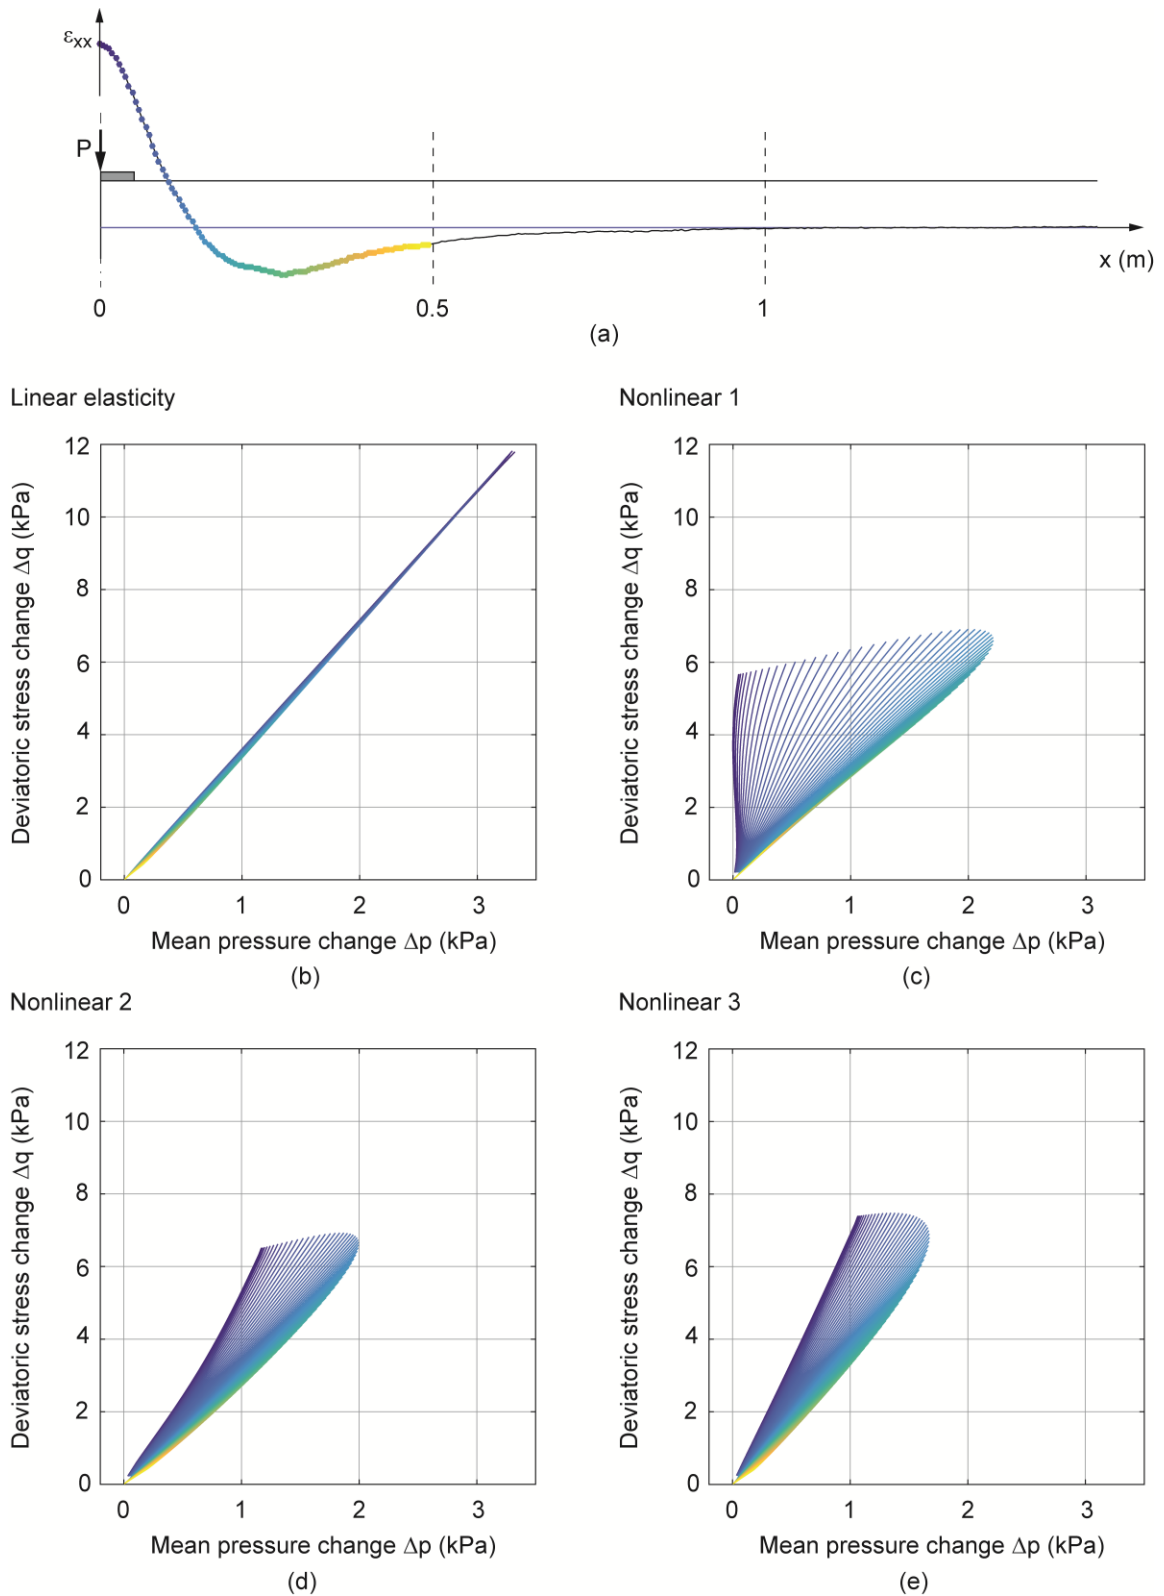 εxx
P
x (m)
0 0.5 1
(a)
Linear elasticity
Deviatoric stress change Δq (kPa)
12
10
8
6
4
2
0
0 1 2 3
Mean pressure change Δp (kPa)
(b)
Nonlinear 1
Deviatoric stress change Δq (kPa)
12
10
8
6
4
2
0
0 1 2 3
Mean pressure change Δp (kPa)
(c)
Nonlinear 2
Deviatoric stress change Δq (kPa)
12
10
8
6
4
2
0
0 1 2 3
Mean pressure change Δp (kPa)
(d)
Nonlinear 3
Deviatoric stress change Δq (kPa)
12
10
8
6
4
2
0
0 1 2 3
Mean pressure change Δp (kPa)
(e)